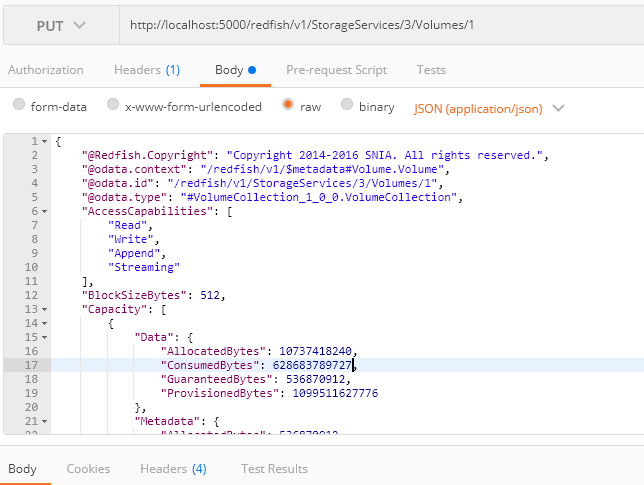 PUT http://localhost:5000/redfish/v1/StorageServices/3/Volumes/1
Authorization Headers (1) Body Pre-request Script Tests
form-data x-www-form-urlencoded raw binary JSON (application/json)
1 {
2 "@Redfish.Copyright": "Copyright 2014-2016 SNIA. All rights reserved.",
3 "@odata.context": "/redfish/v1/$metadata#Volume.Volume",
4 "@odata.id": "/redfish/v1/StorageServices/3/Volumes/1",
5 "@odata.type": "#VolumeCollection_1_0_0.VolumeCollection",
6 "AccessCapabilities": [
7 "Read",
8 "Write",
9 "Append",
10 "Streaming"
11 ],
12 "BlockSizeBytes": 512,
13 "Capacity": [
14 {
15 "Data": {
16 "AllocatedBytes": 10737418240,
17 "ConsumedBytes": 628683789727,
18 "GuaranteedBytes": 536870912,
19 "ProvisionedBytes": 1099511627776
20 },
21 "Metadata": {
22 "AllocatedBytes": 536870912
Body Cookies Headers (4) Test Results